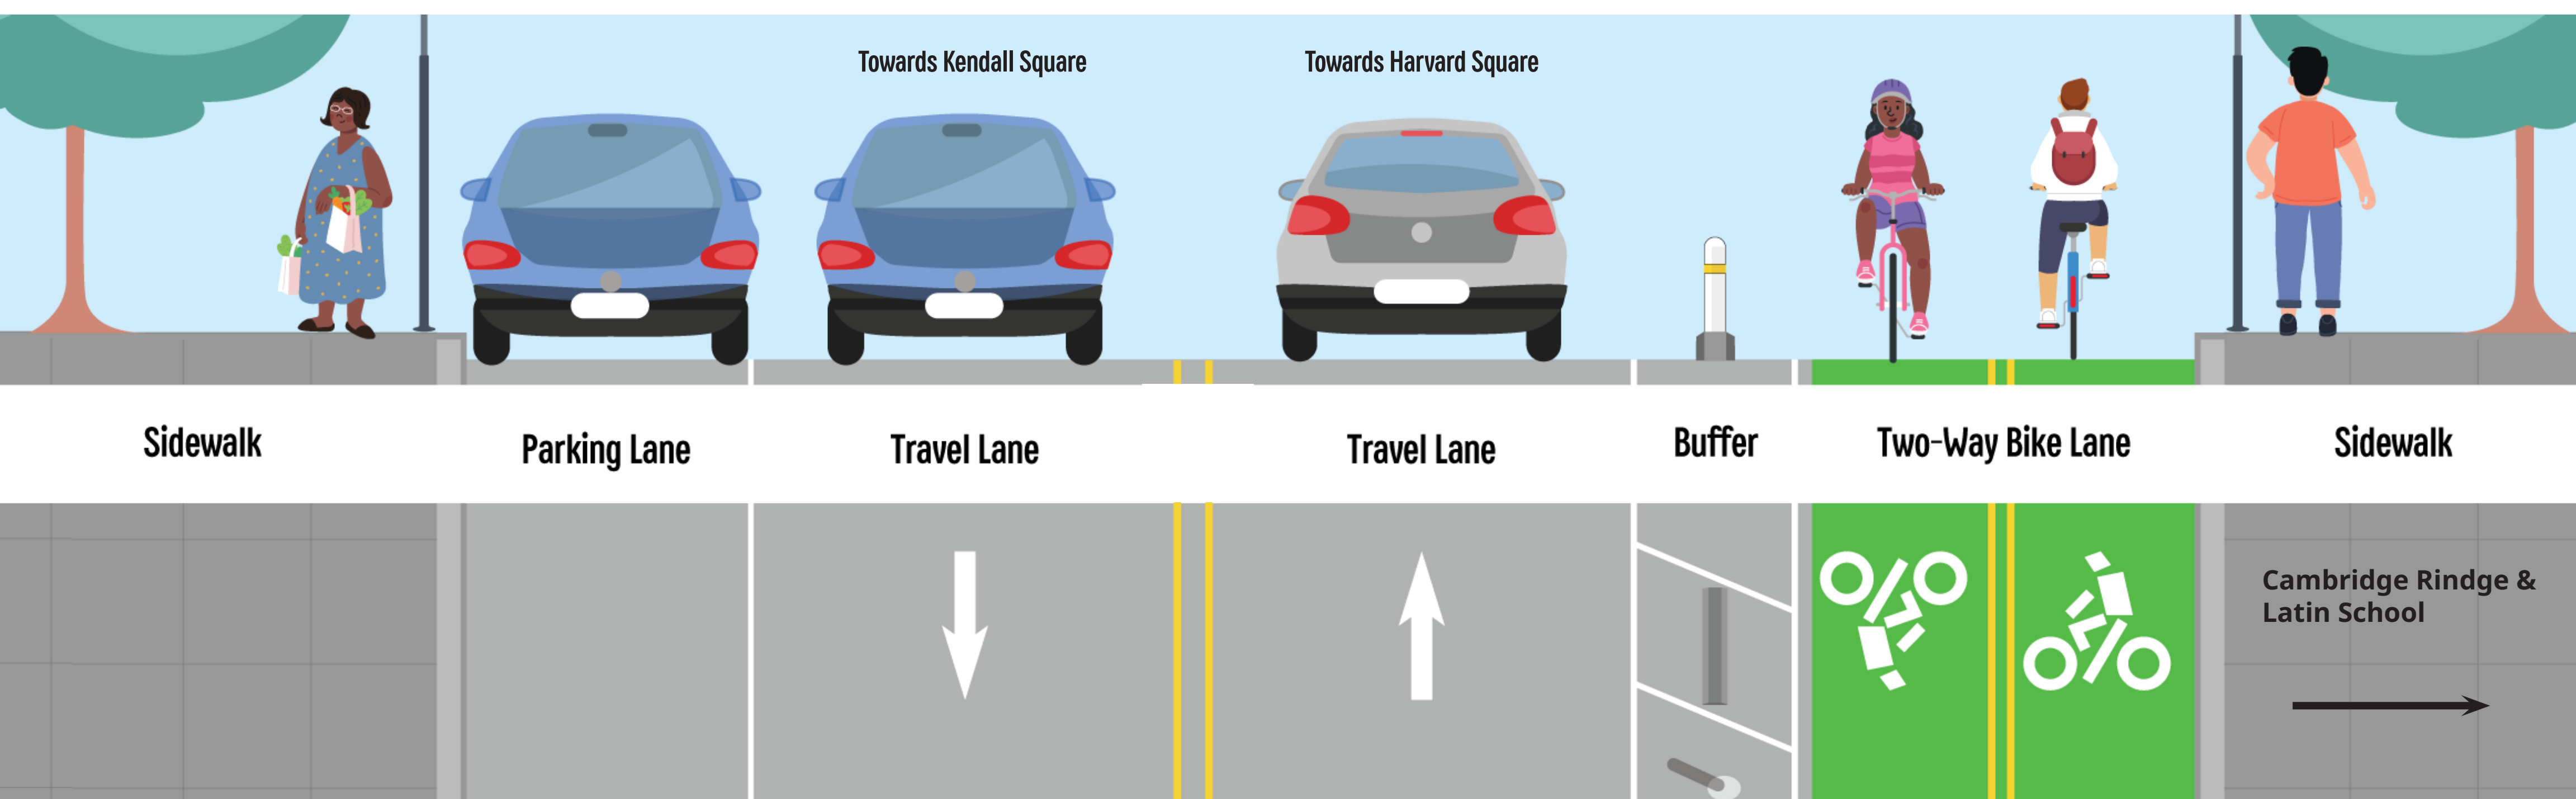 Towards Kendall Square
Towards Harvard Square
Sidewalk
Parking Lane
Travel Lane
Travel Lane
Buffer
Two-Way Bike Lane
Sidewalk
Cambridge Rindge &
Latin School